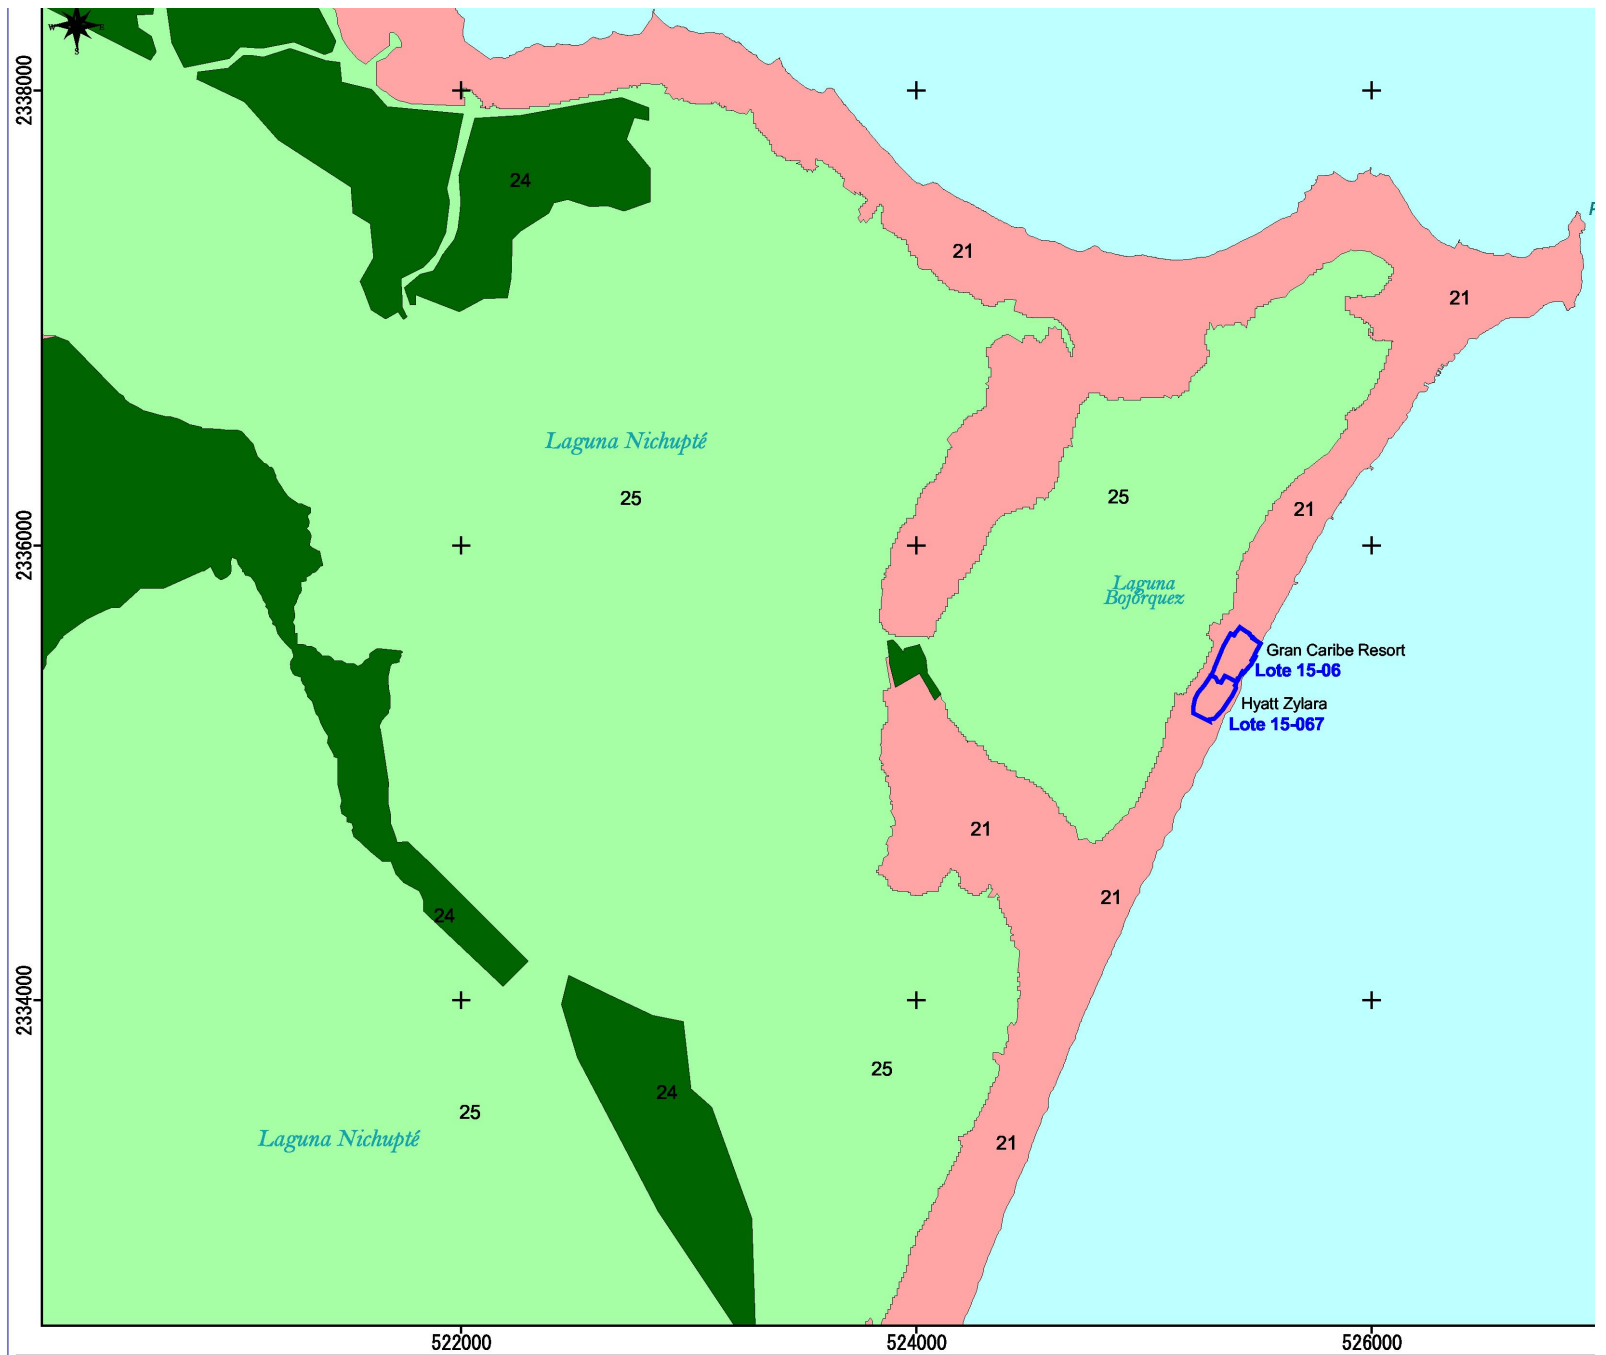 W
E
S
2338000
24
21
P
21
Laguna Nichupté
25
25
21
2336000
Laguna
Bojórquez
Gran Caribe Resort
Lote 15-06
Hyatt Zylara
Lote 15-067
21
21
24
2334000
25
24
25
Laguna Nichupté
21
522000
524000
526000